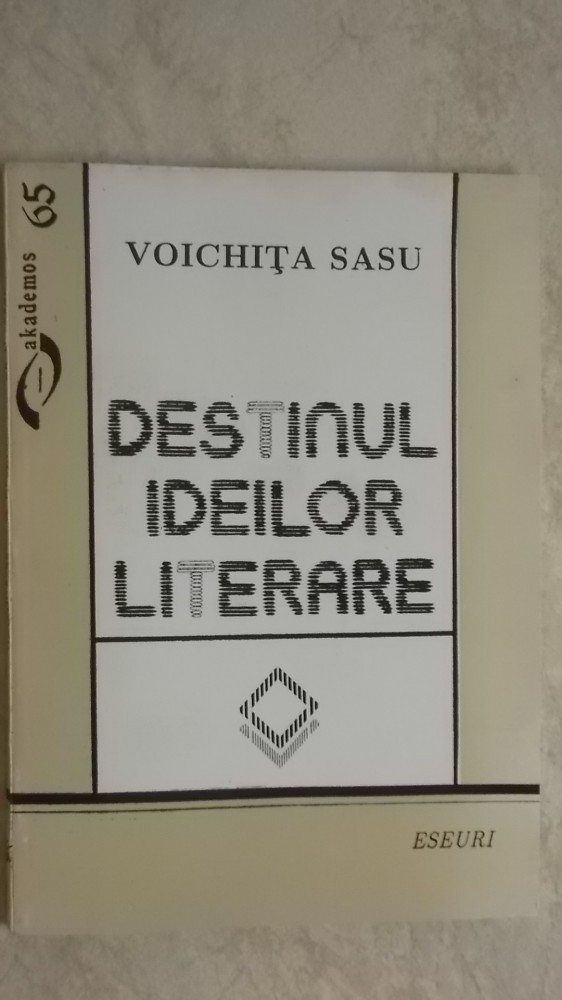 akademos 65
VOICHIŢA SASU
DESTINUL
IDEILOR
LITERARE
ESEURI